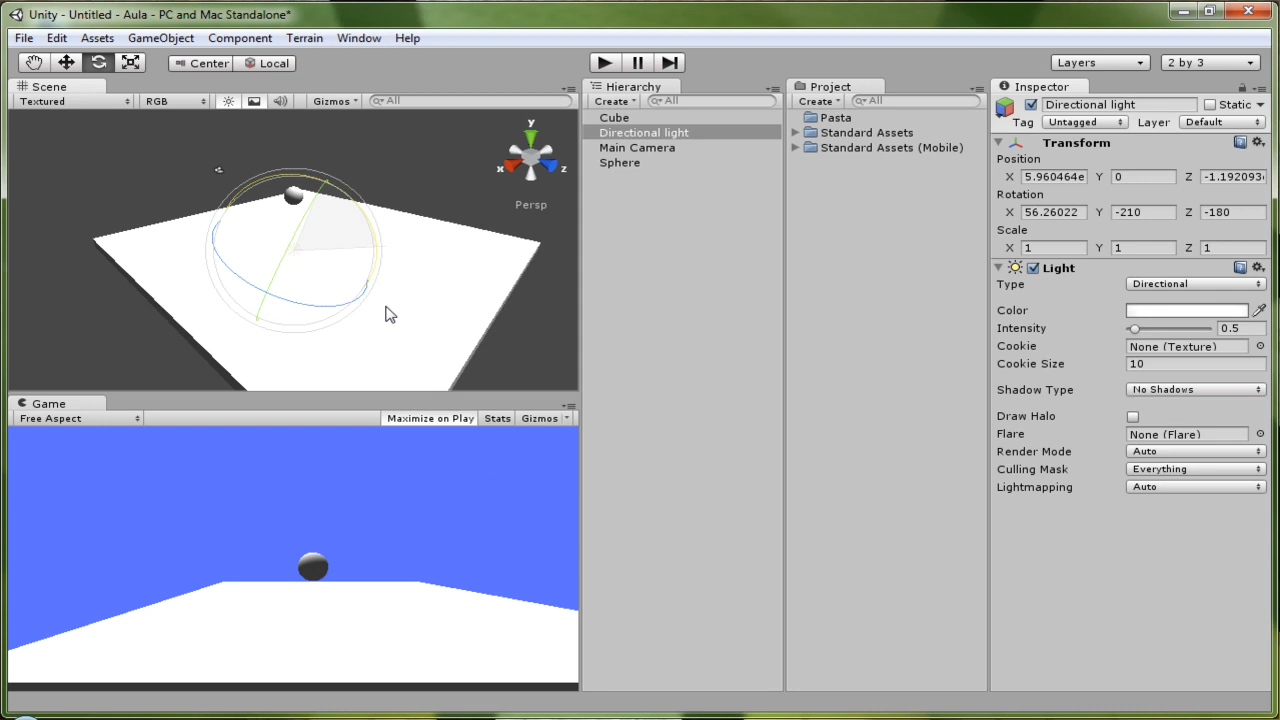 Unity - Untitled - Aula - PC and Mac Standalone*
File Edit Assets GameObject Component Terrain Window Help
Center Local Layers 2 by 3
Scene
Textured RGB Gizmos All
y
x z
Persp
Game
Free Aspect Maximize on Play Stats Gizmos
Hierarchy
Create All
Cube
Directional light
Main Camera
Sphere
Project
Create All
Pasta
Standard Assets
Standard Assets (Mobile)
Inspector
Directional light Static
Tag Untagged Layer Default
Transform
Position
X 5.960464e Y 0 Z -1.192093
Rotation
X 56.26022 Y -210 Z -180
Scale
X 1 Y 1 Z 1
Light
Type Directional
Color
Intensity 0.5
Cookie None (Texture)
Cookie Size 10
Shadow Type No Shadows
Draw Halo
Flare None (Flare)
Render Mode Auto
Culling Mask Everything
Lightmapping Auto